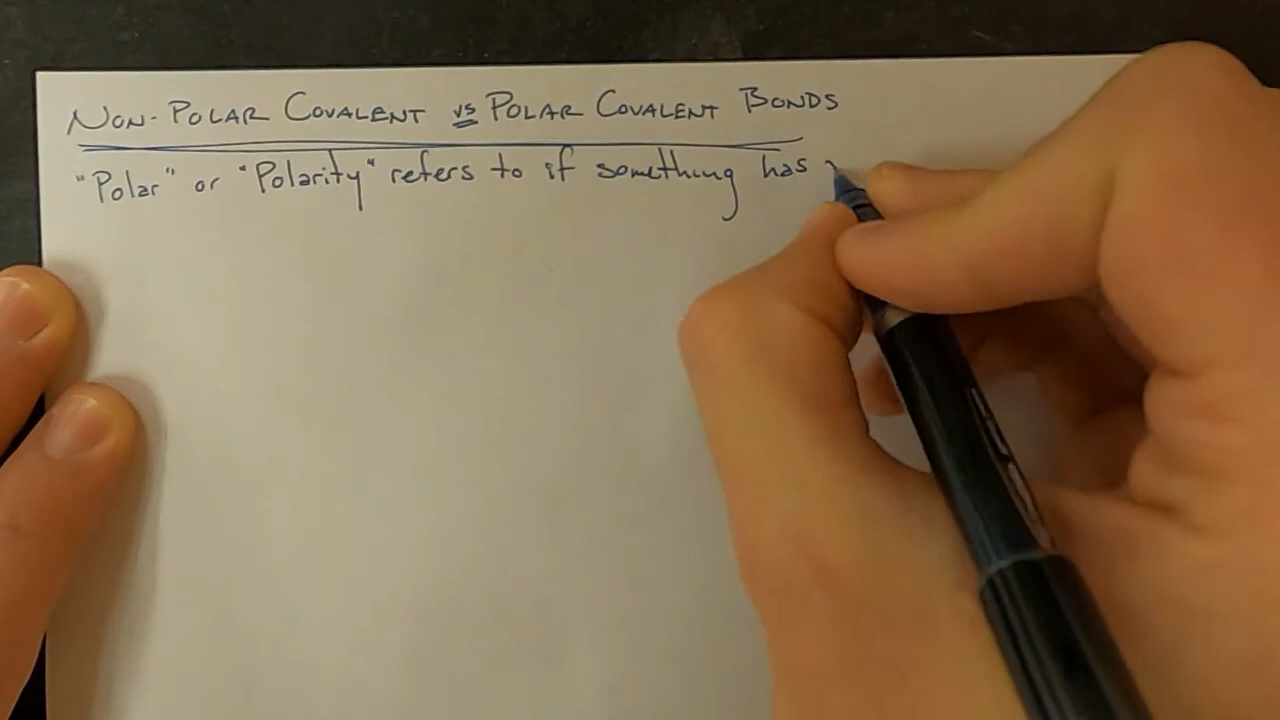 Non-Polar Covalent vs Polar Covalent Bonds
"Polar" or "Polarity" refers to if something has